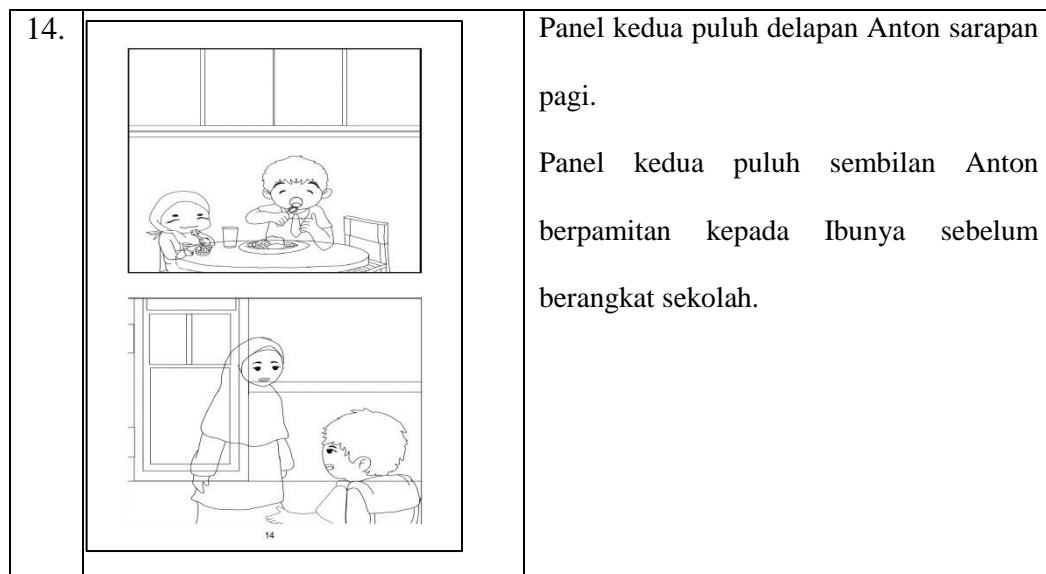 14.
Panel kedua puluh delapan Anton sarapan
pagi.
Panel kedua puluh sembilan Anton
berpamitan kepada Ibunya sebelum
berangkat sekolah.
14